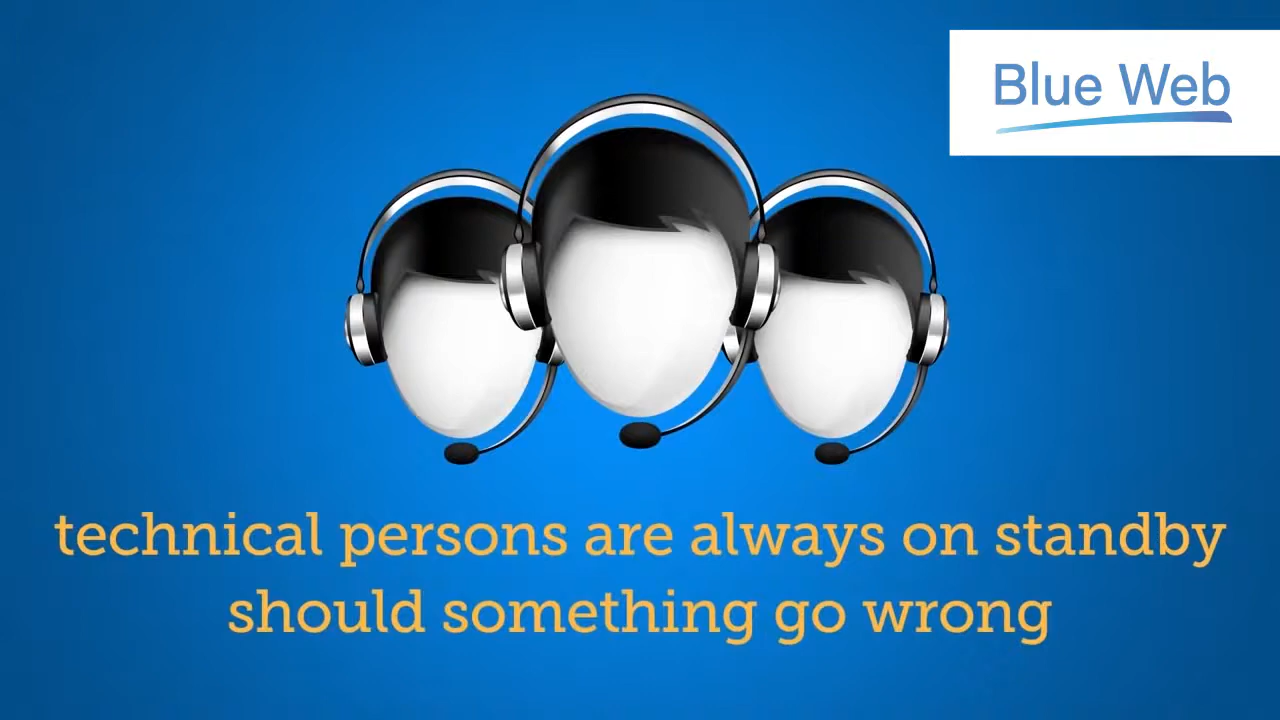 Blue Web
technical persons are always on standby
should something go wrong